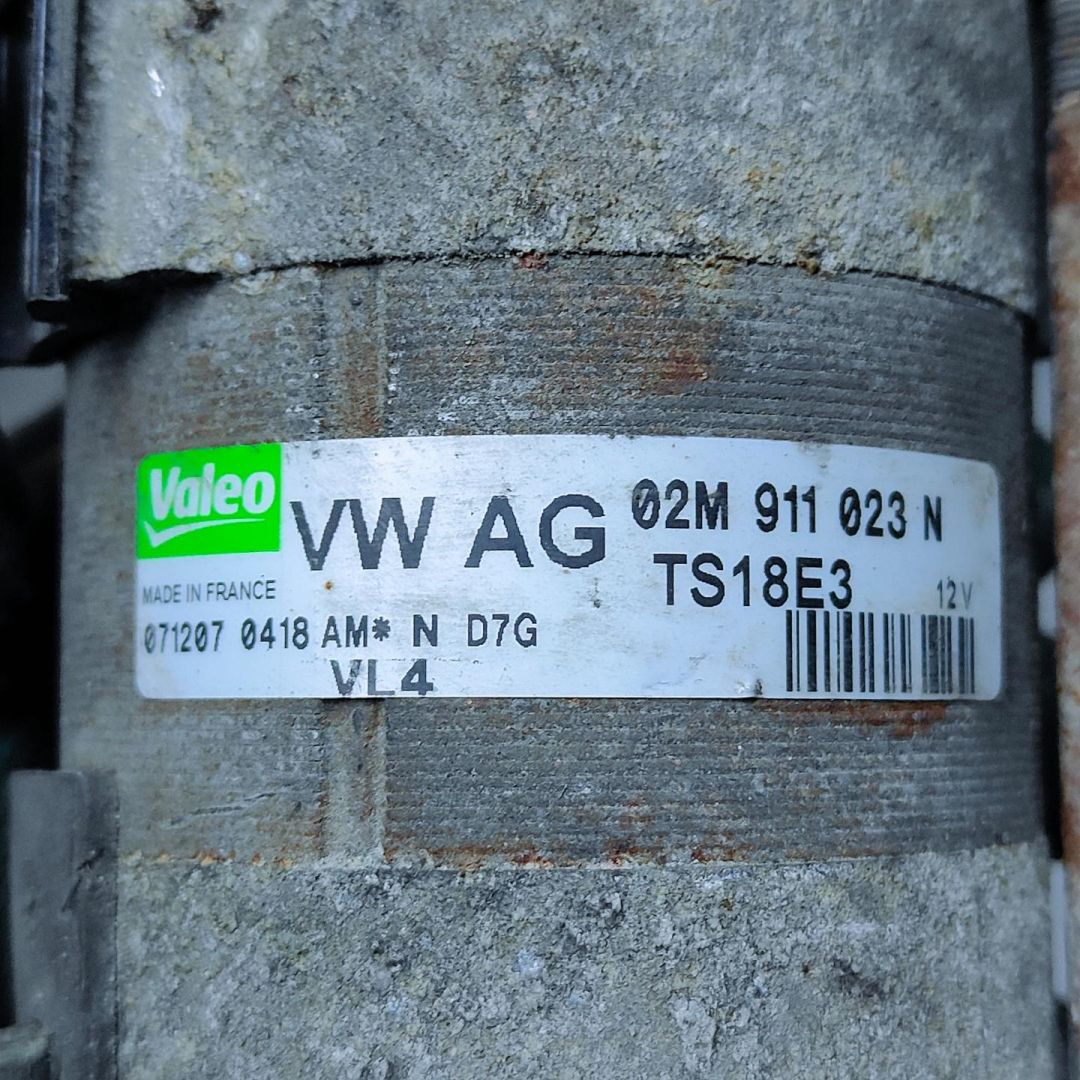 Valeo
VW AG
02M 911 023 N
TS18E3
12V
MADE IN FRANCE
071207 0418 AM* N D7G
VL4